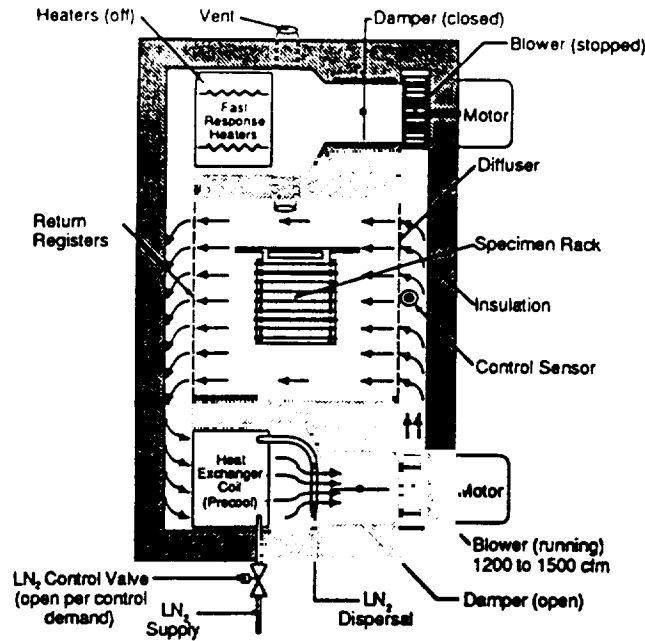 Heaters (off)
Vent
Damper (closed)
Blower (stopped)
Fast
Response
Heaters
Motor
Diffuser
Return
Registers
Specimen Rack
Insulation
Control Sensor
Heat
Exchanger
Coil
(Precool)
Motor
Blower (running)
1200 to 1500 cfm
LN₂ Control Valve
(open per control
demand)
LN₂
Supply
LN₂
Dispersal
Damper (open)